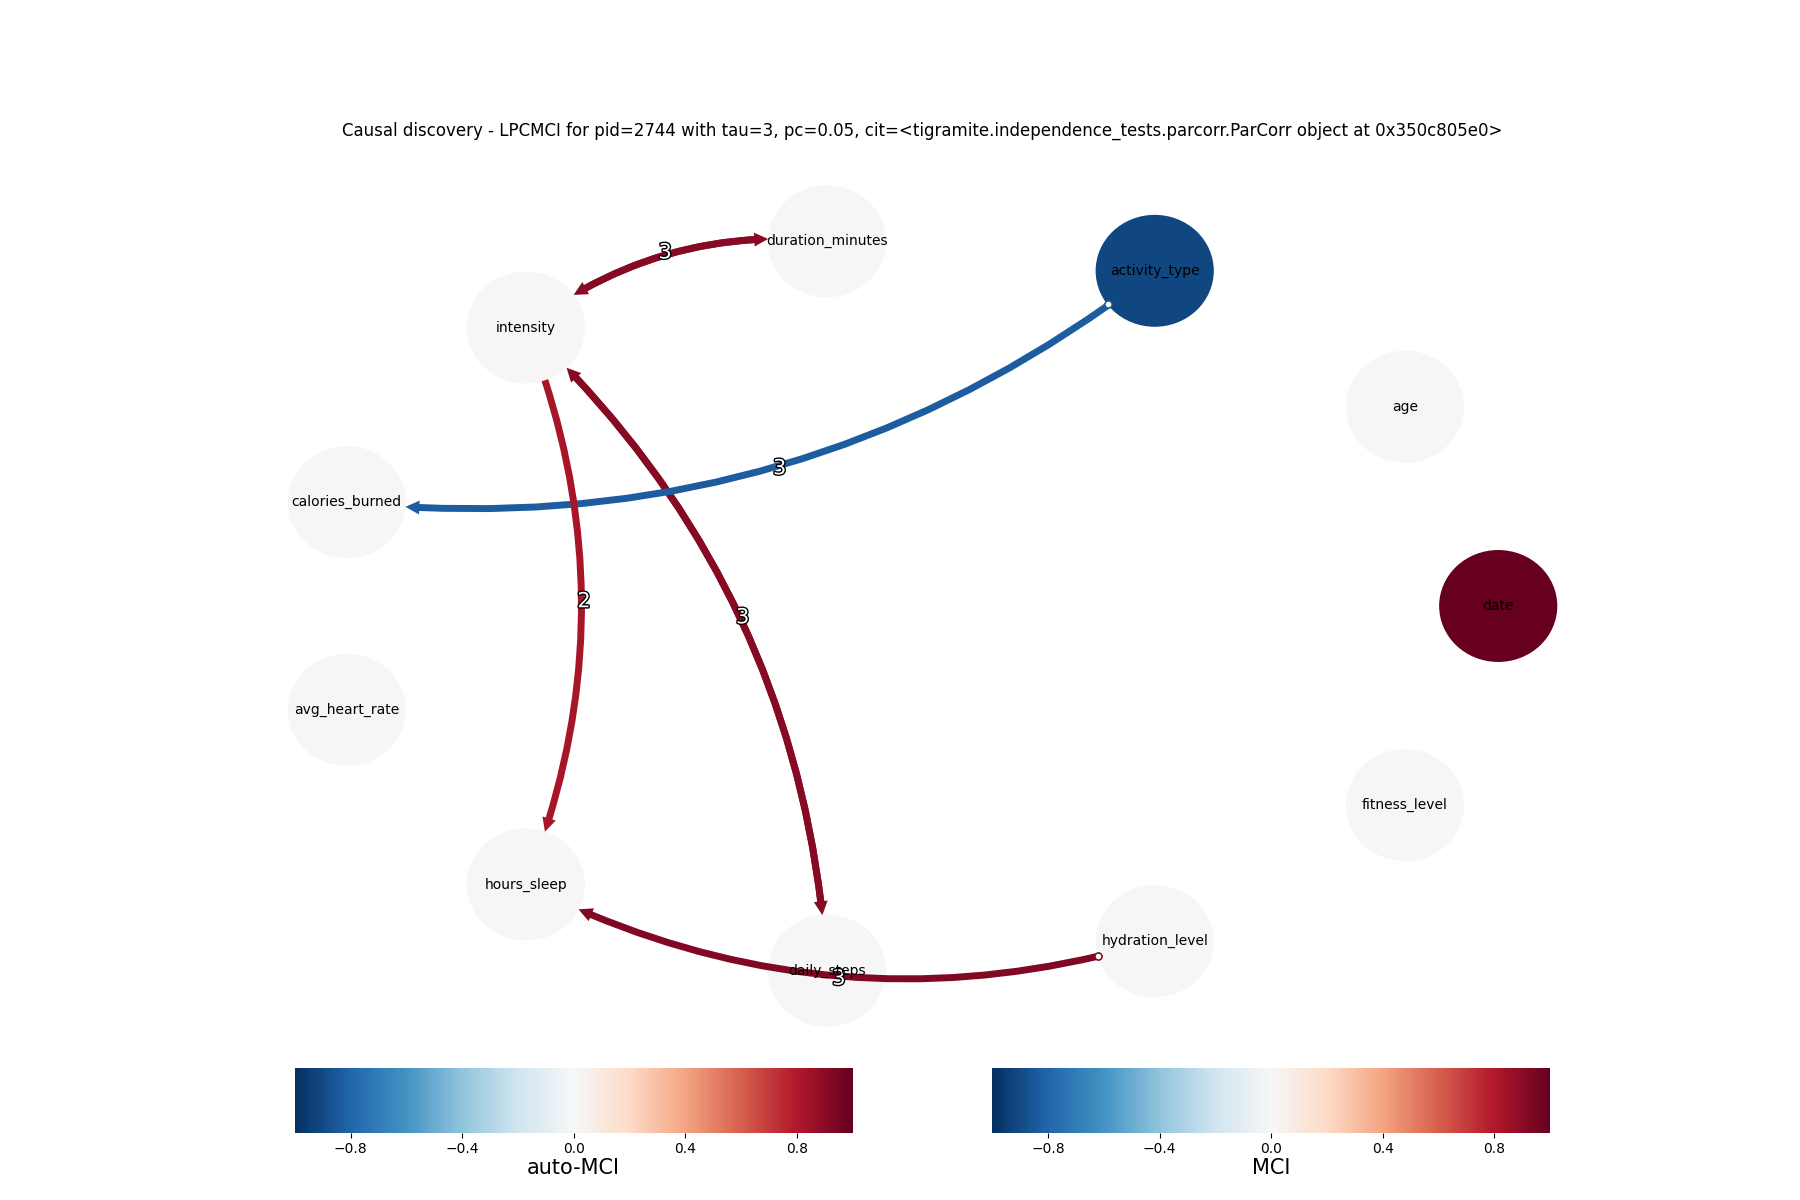 Causal discovery - LPCMCI for pid=2744 with tau=3, pc=0.05, cit=<tigramite.independence_tests.parcorr.ParCorr object at 0x350c805e0>
duration_minutes
3
activity_type
intensity
age
3
calories_burned
2
date
3
avg_heart_rate
fitness_level
hours_sleep
hydration_level
daily_steps
3
−0.8 −0.4 0.0 0.4 0.8
auto-MCI
−0.8 −0.4 0.0 0.4 0.8
MCI